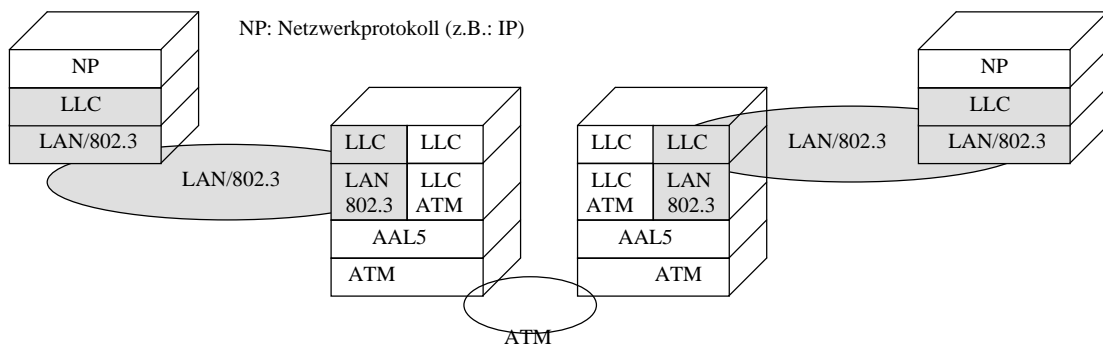 NP: Netzwerkprotokoll (z.B.: IP)
NP
LLC
LAN/802.3
LAN/802.3
LLC
LLC
LAN
802.3
LLC
ATM
AAL5
ATM
LLC
LLC
LLC
ATM
LAN
802.3
AAL5
ATM
ATM
LAN/802.3
NP
LLC
LAN/802.3